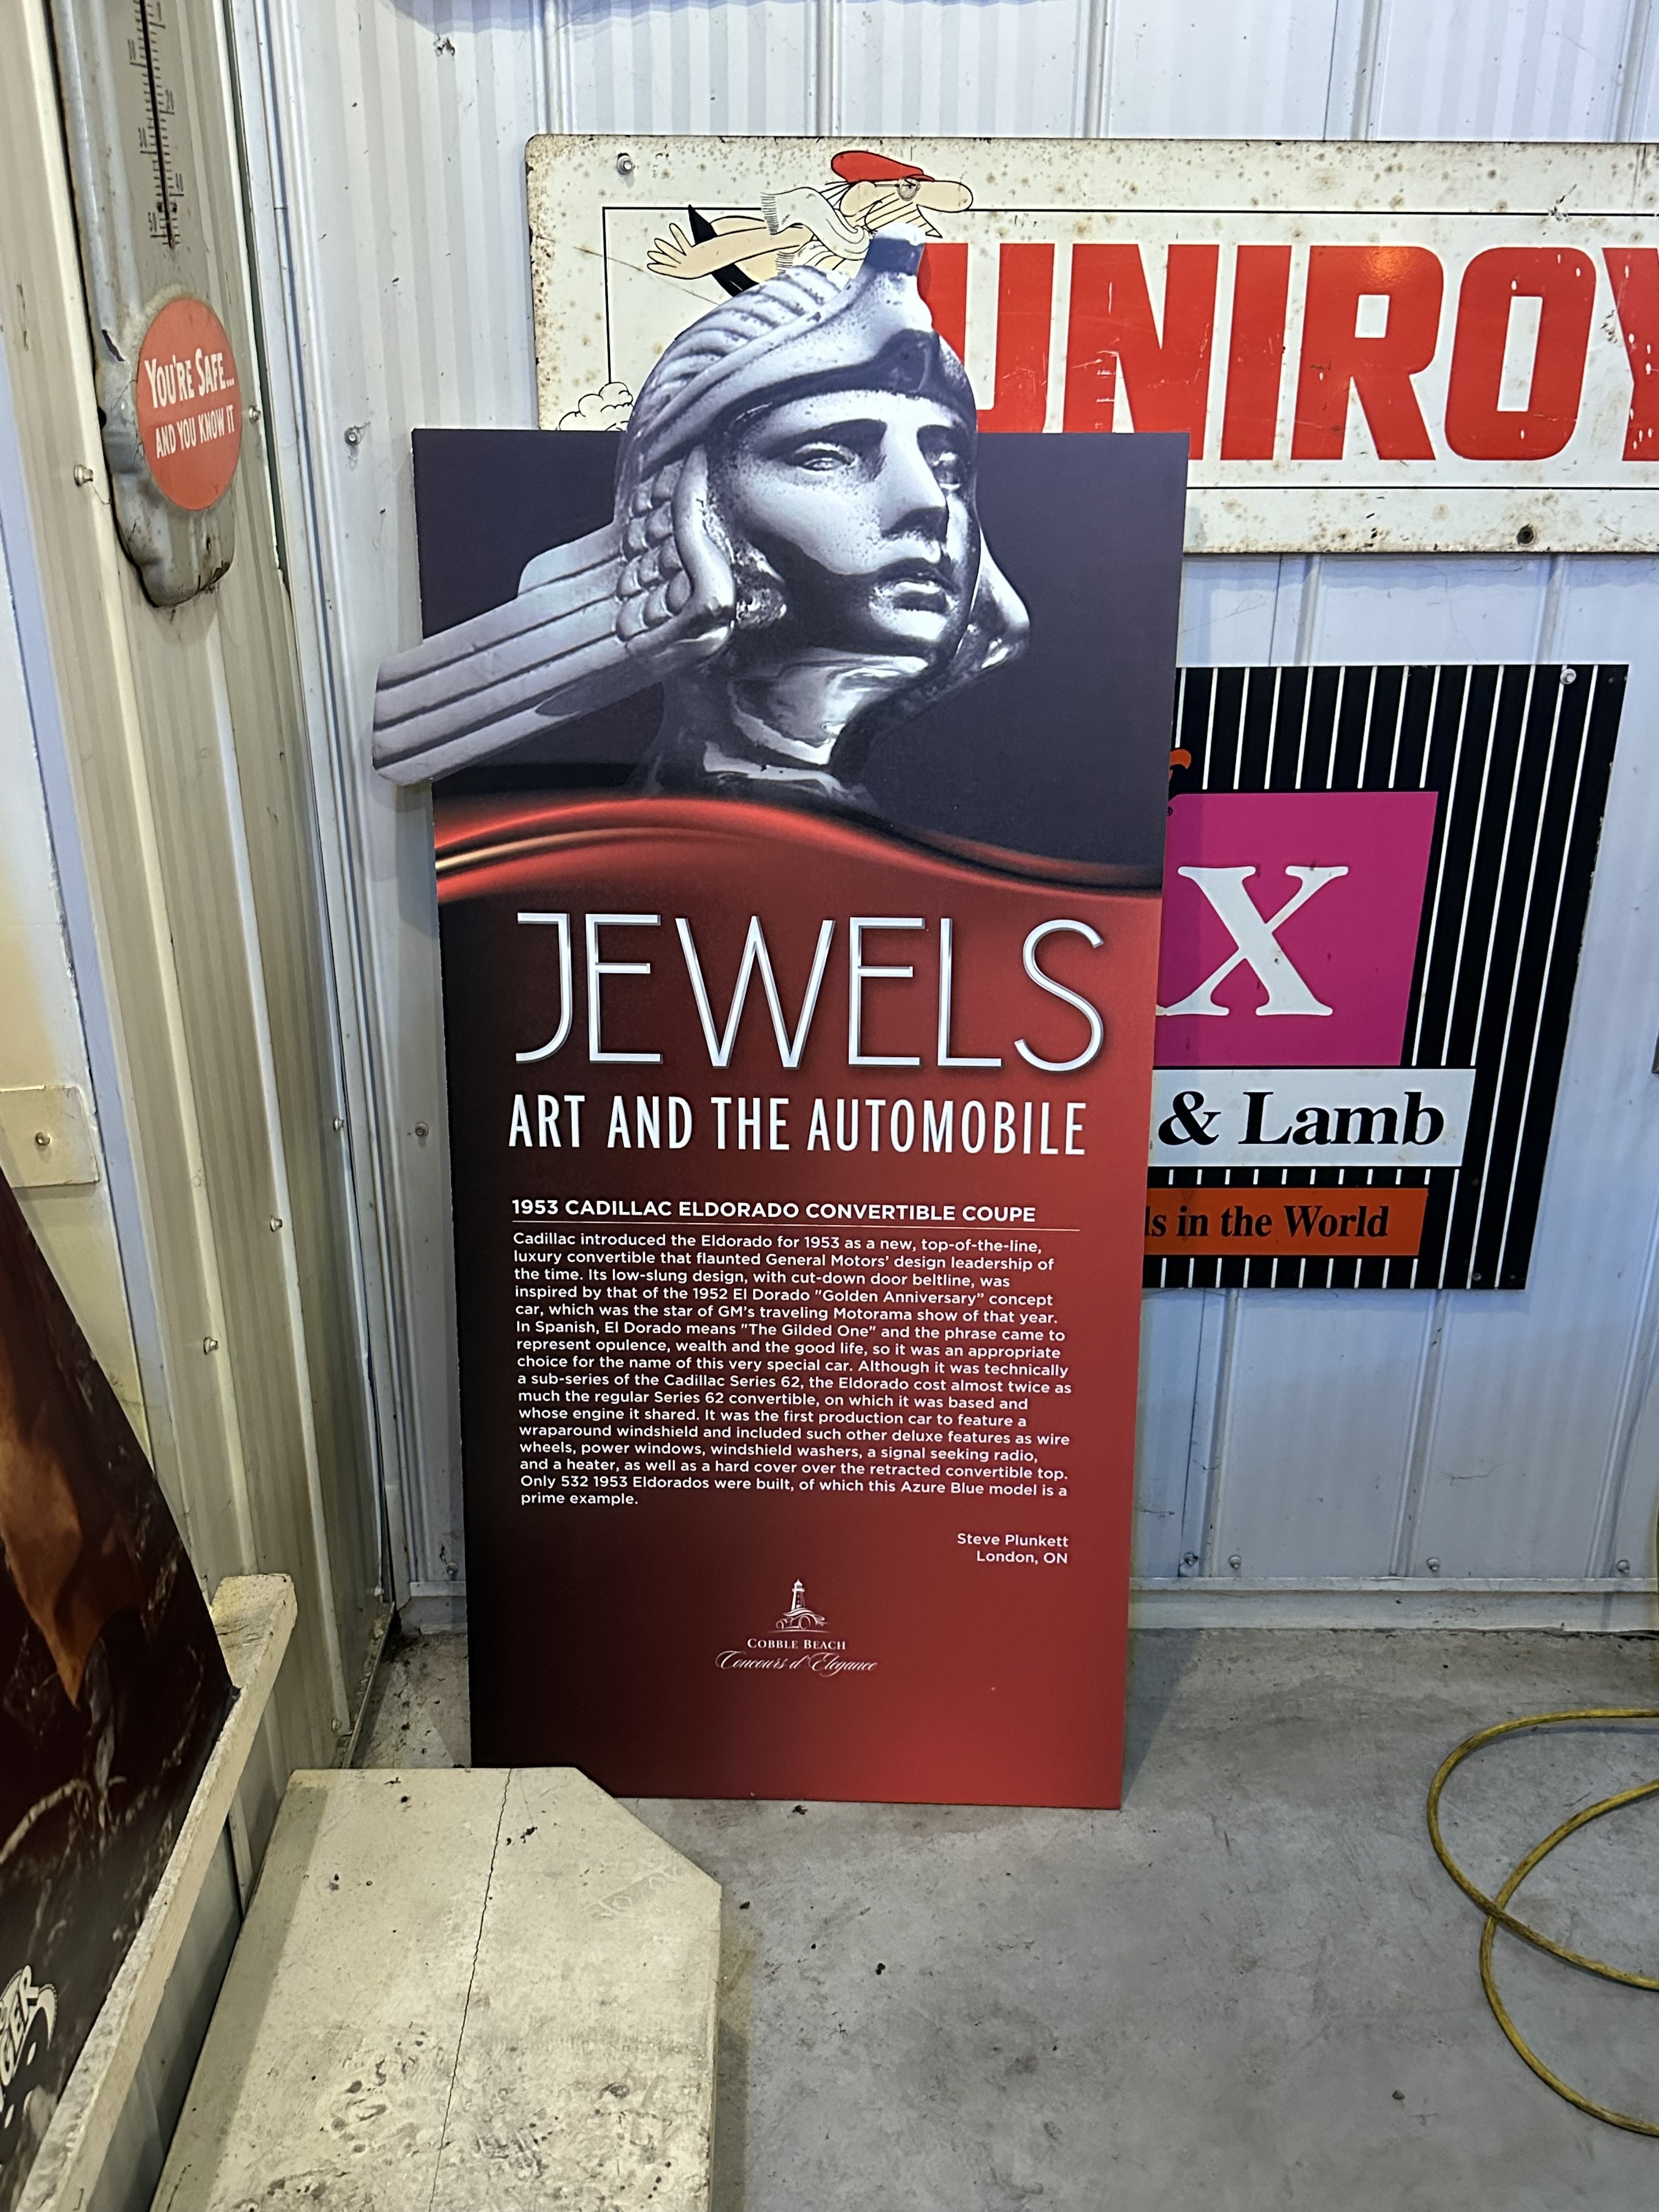 YOU'RE SAFE...
AND YOU KNOW IT
UNIROY
X
& Lamb
ls in the World
JEWELS
ART AND THE AUTOMOBILE
1953 CADILLAC ELDORADO CONVERTIBLE COUPE
Cadillac introduced the Eldorado for 1953 as a new, top-of-the-line,
luxury convertible that flaunted General Motors' design leadership of
the time. Its low-slung design, with cut-down door beltline, was
inspired by that of the 1952 El Dorado "Golden Anniversary" concept
car, which was the star of GM's traveling Motorama show of that year.
In Spanish, El Dorado means "The Gilded One" and the phrase came to
represent opulence, wealth and the good life, so it was an appropriate
choice for the name of this very special car. Although it was technically
a sub-series of the Cadillac Series 62, the Eldorado cost almost twice as
much the regular Series 62 convertible, on which it was based and
whose engine it shared. It was the first production car to feature a
wraparound windshield and included such other deluxe features as wire
wheels, power windows, windshield washers, a signal seeking radio,
and a heater, as well as a hard cover over the retracted convertible top.
Only 532 1953 Eldorados were built, of which this Azure Blue model is a
prime example.
Steve Plunkett
London, ON
COBBLE BEACH
Concours d'Elegance